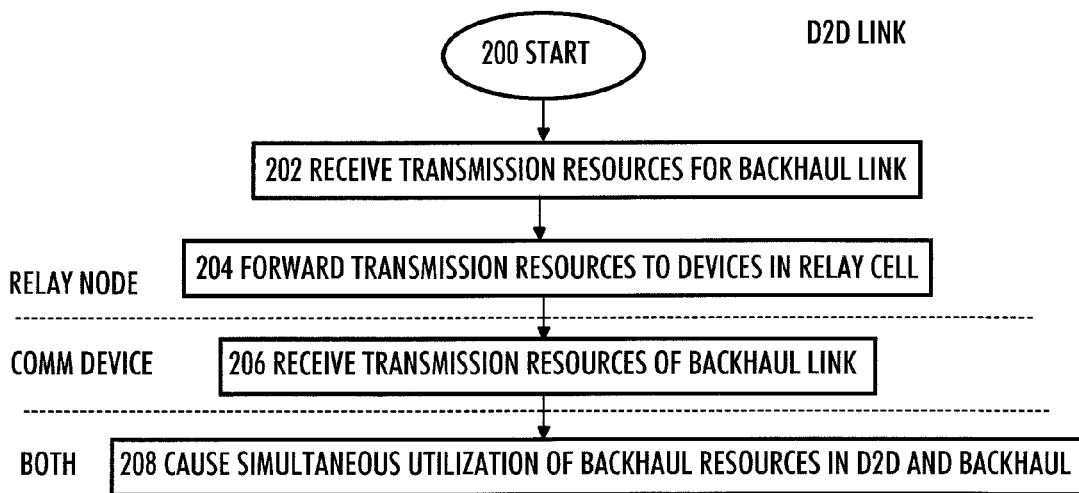 D2D LINK
200 START
202 RECEIVE TRANSMISSION RESOURCES FOR BACKHAUL LINK
204 FORWARD TRANSMISSION RESOURCES TO DEVICES IN RELAY CELL
RELAY NODE
COMM DEVICE
206 RECEIVE TRANSMISSION RESOURCES OF BACKHAUL LINK
BOTH
208 CAUSE SIMULTANEOUS UTILIZATION OF BACKHAUL RESOURCES IN D2D AND BACKHAUL